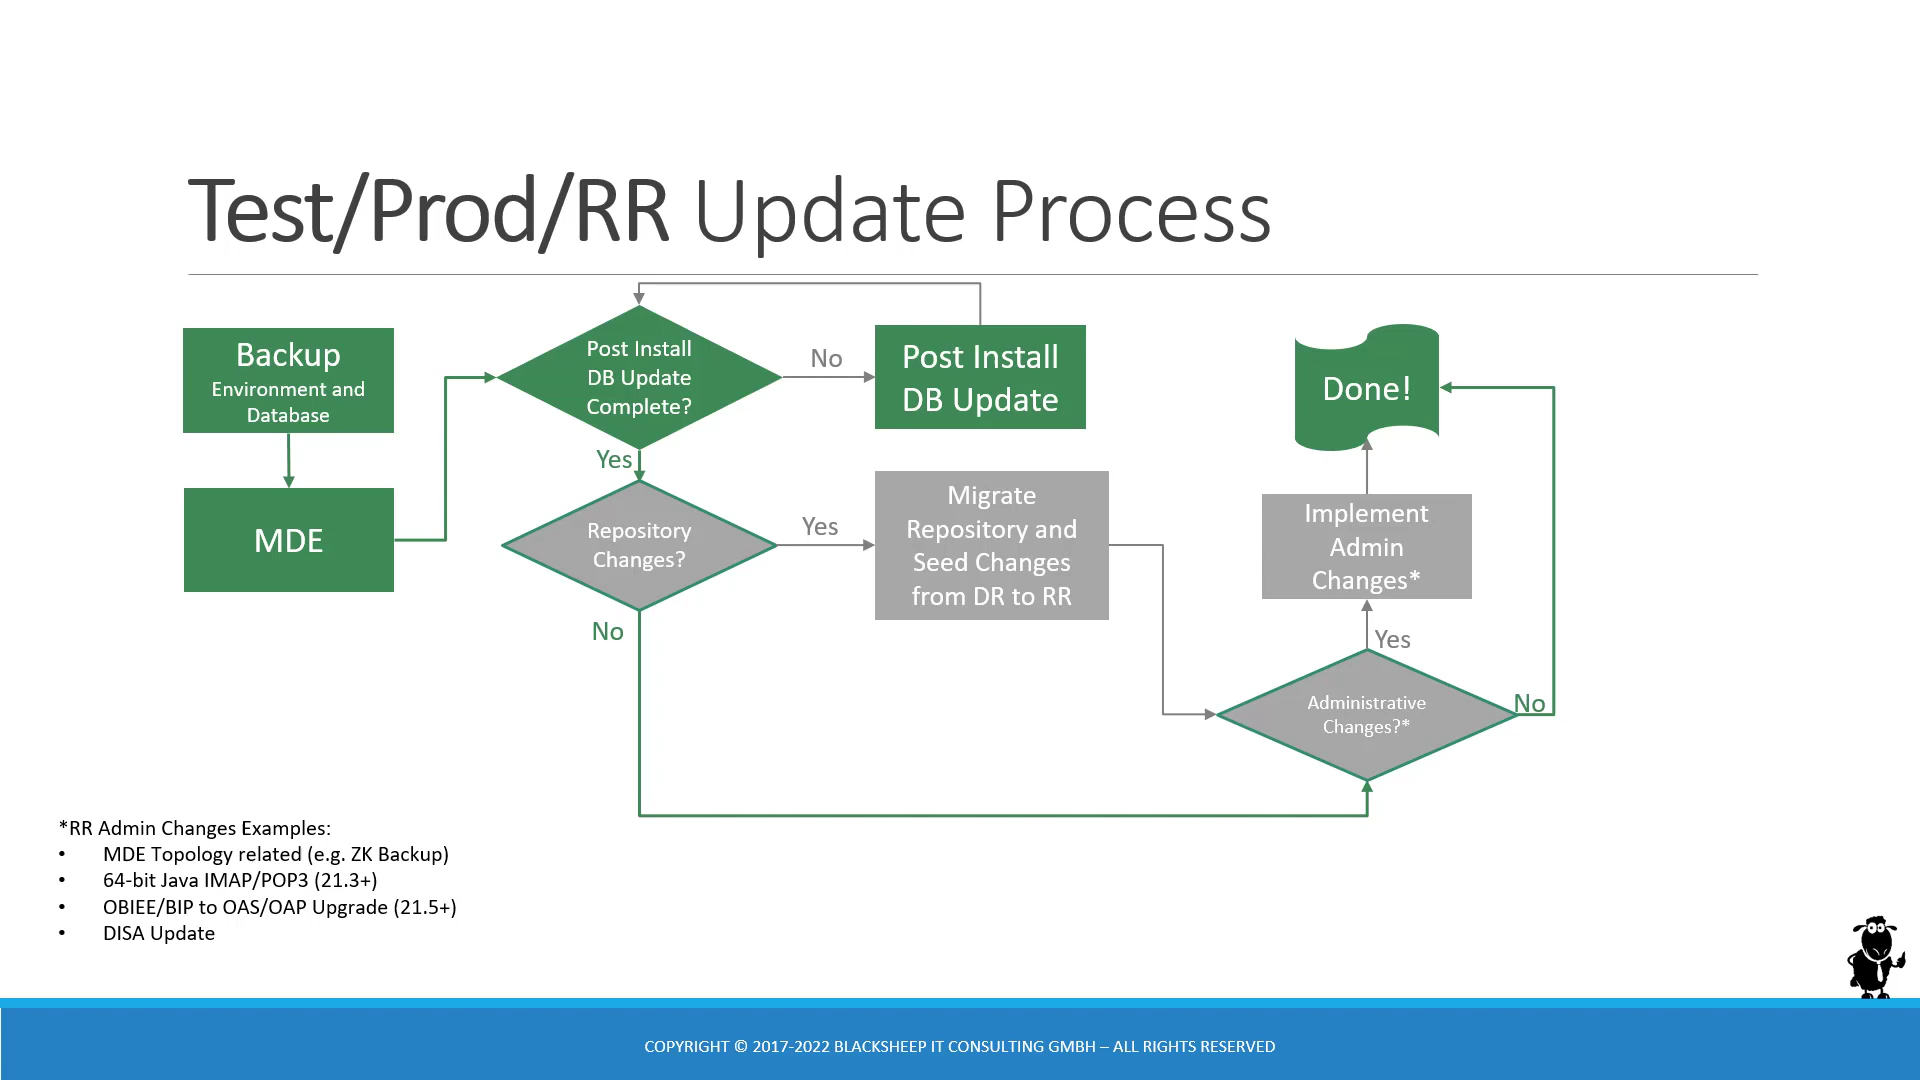 Test/Prod/RR Update Process
Backup
Environment and
Database
MDE
Post Install
DB Update
Complete?
No
Post Install
DB Update
Yes
Repository
Changes?
Yes
Migrate
Repository and
Seed Changes
from DR to RR
No
Done!
Implement
Admin
Changes*
Yes
Administrative
Changes?*
No
*RR Admin Changes Examples:
• MDE Topology related (e.g. ZK Backup)
• 64-bit Java IMAP/POP3 (21.3+)
• OBIEE/BIP to OAS/OAP Upgrade (21.5+)
• DISA Update
COPYRIGHT © 2017-2022 BLACKSHEEP IT CONSULTING GMBH – ALL RIGHTS RESERVED